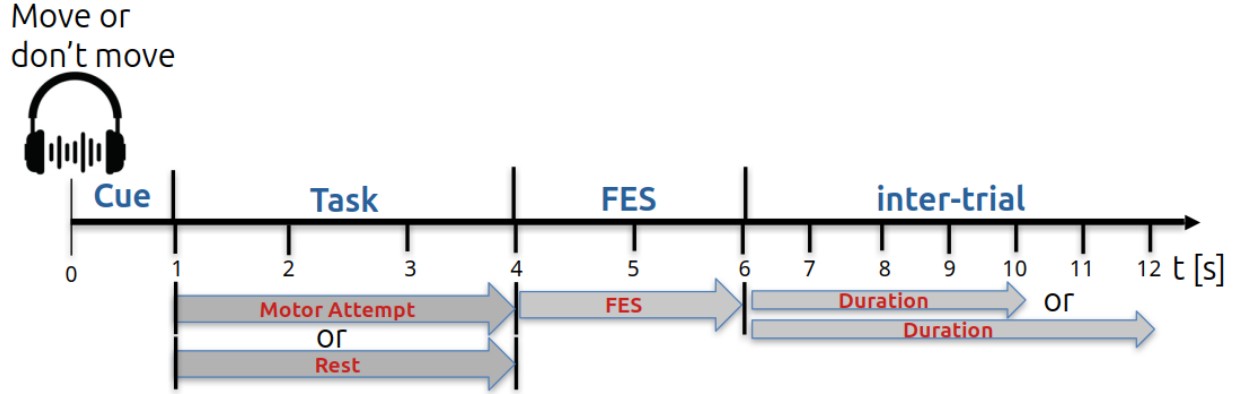 Move or
don't move
Cue Task FES inter-trial
0 1 2 3 4 5 6 7 8 9 10 11 12 t [s]
Motor Attempt FES Duration or
or Duration
Rest